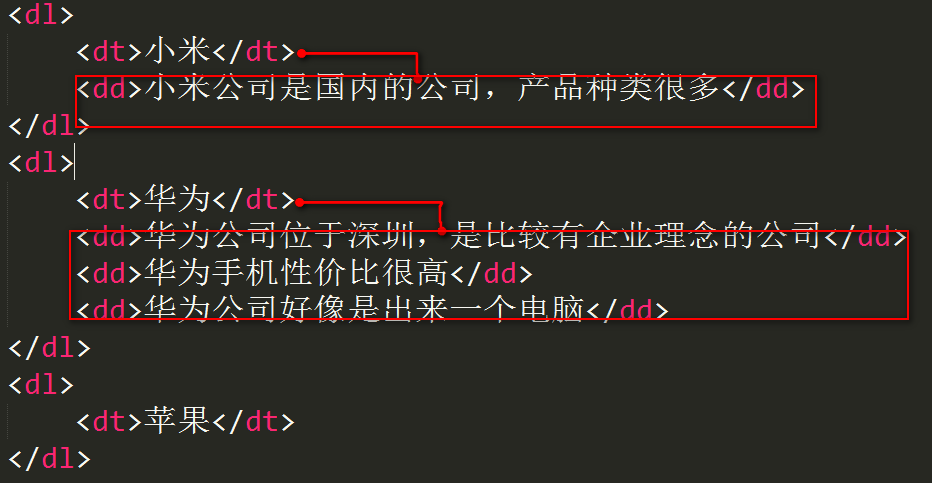 <dl>
<dt>小米</dt>
<dd>小米公司是国内的公司，产品种类很多</dd>
</dl>
<dl>
<dt>华为</dt>
<dd>华为公司位于深圳，是比较有企业理念的公司</dd>
<dd>华为手机性价比很高</dd>
<dd>华为公司好像是出来一个电脑</dd>
</dl>
<dl>
<dt>苹果</dt>
</dl>